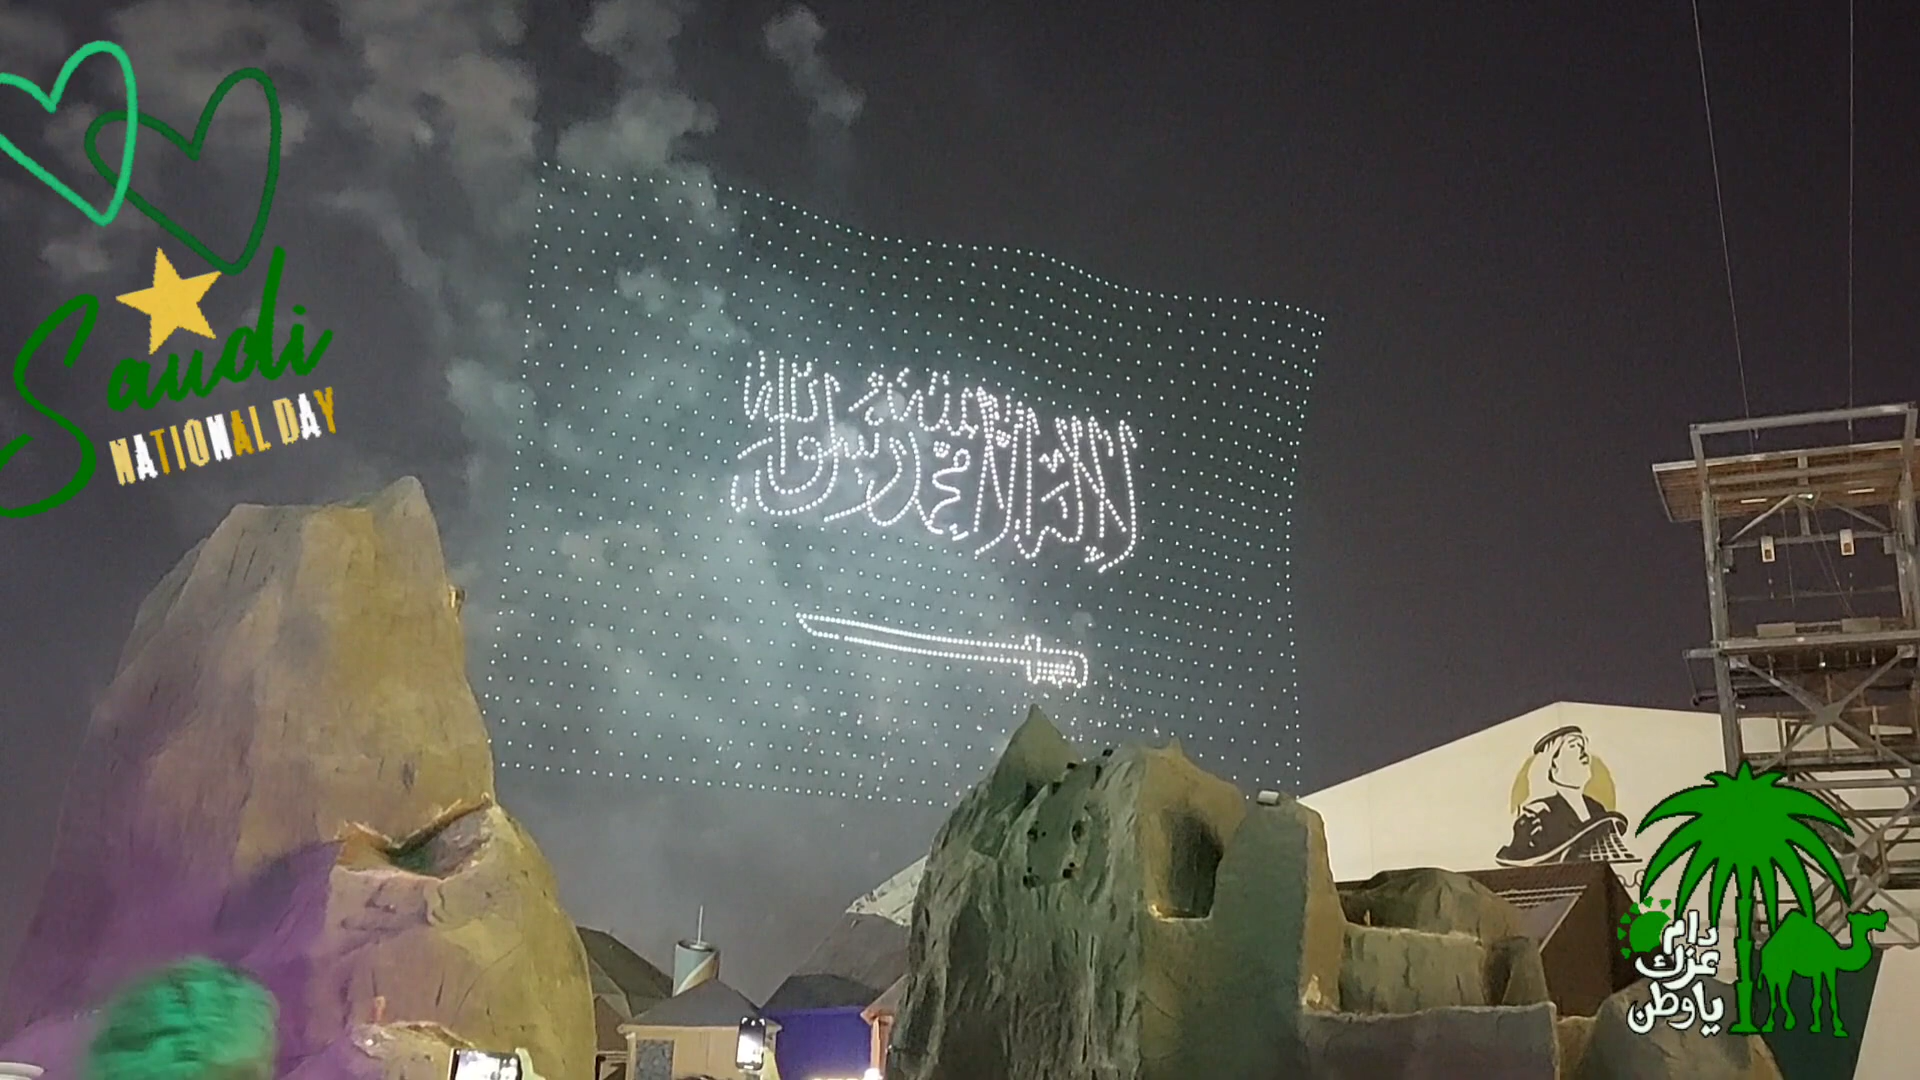 Saudi
NATIONAL DAY
لا إله إلا الله محمد رسول الله
دام
عزك
ياوطن